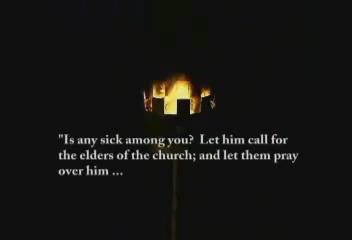 "Is any sick among you?  Let him call for
the elders of the church; and let them pray
over him ...